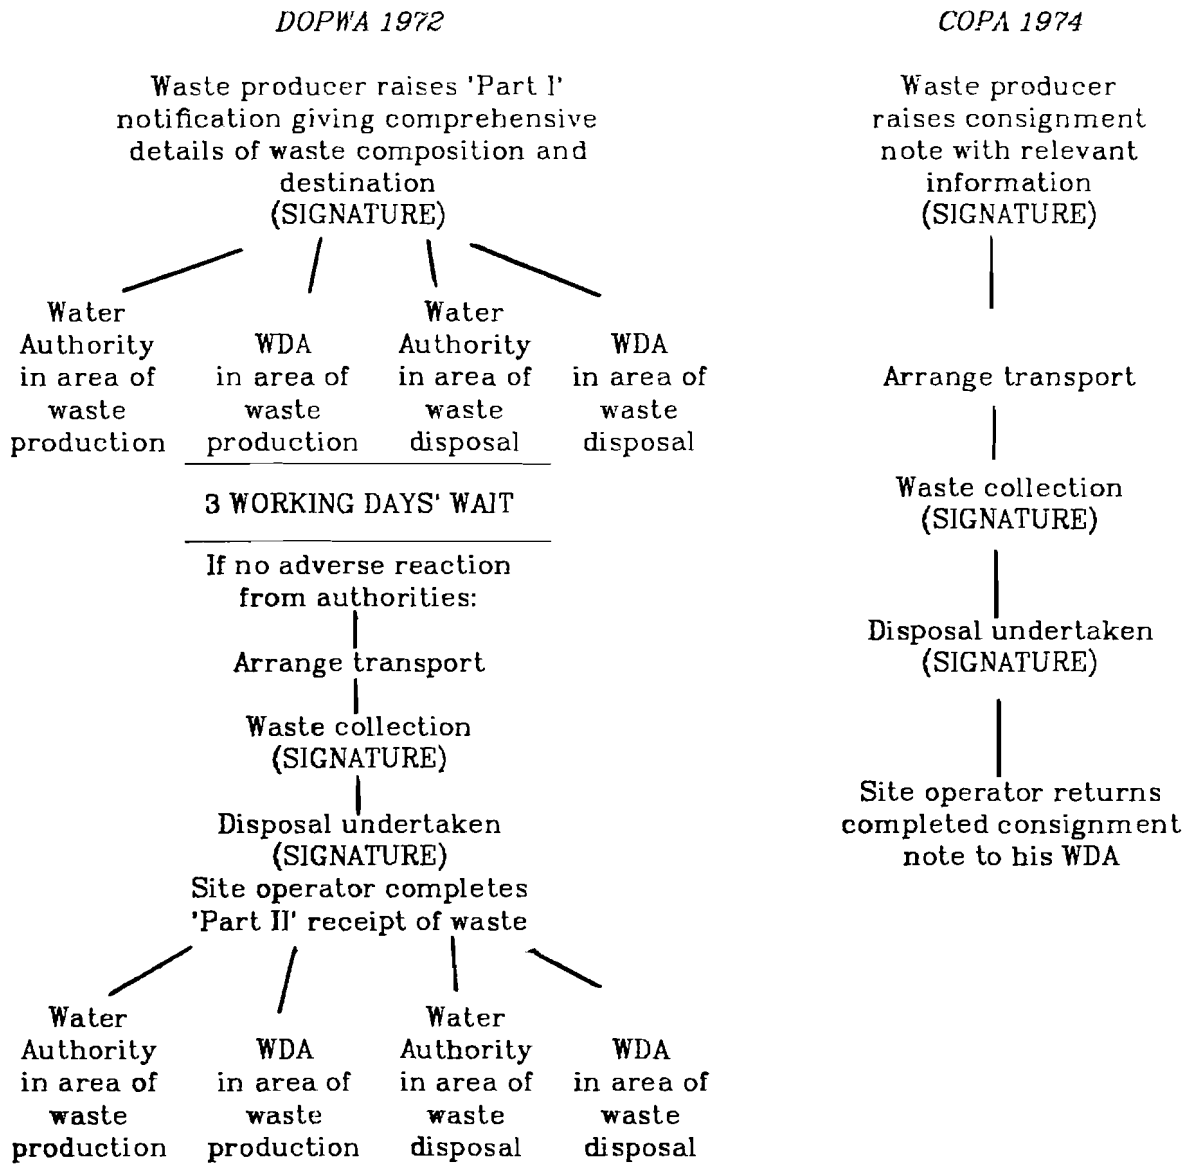 DOPWA 1972
Waste producer raises 'Part I'
notification giving comprehensive
details of waste composition and
destination
(SIGNATURE)
Water
Authority
in area of
waste
production
WDA
in area of
waste
production
Water
Authority
in area of
waste
disposal
WDA
in area of
waste
disposal
3 WORKING DAYS' WAIT
If no adverse reaction
from authorities:
Arrange transport
Waste collection
(SIGNATURE)
Disposal undertaken
(SIGNATURE)
Site operator completes
'Part II' receipt of waste
Water
Authority
in area of
waste
production
WDA
in area of
waste
production
Water
Authority
in area of
waste
disposal
WDA
in area of
waste
disposal
COPA 1974
Waste producer
raises consignment
note with relevant
information
(SIGNATURE)
Arrange transport
Waste collection
(SIGNATURE)
Disposal undertaken
(SIGNATURE)
Site operator returns
completed consignment
note to his WDA